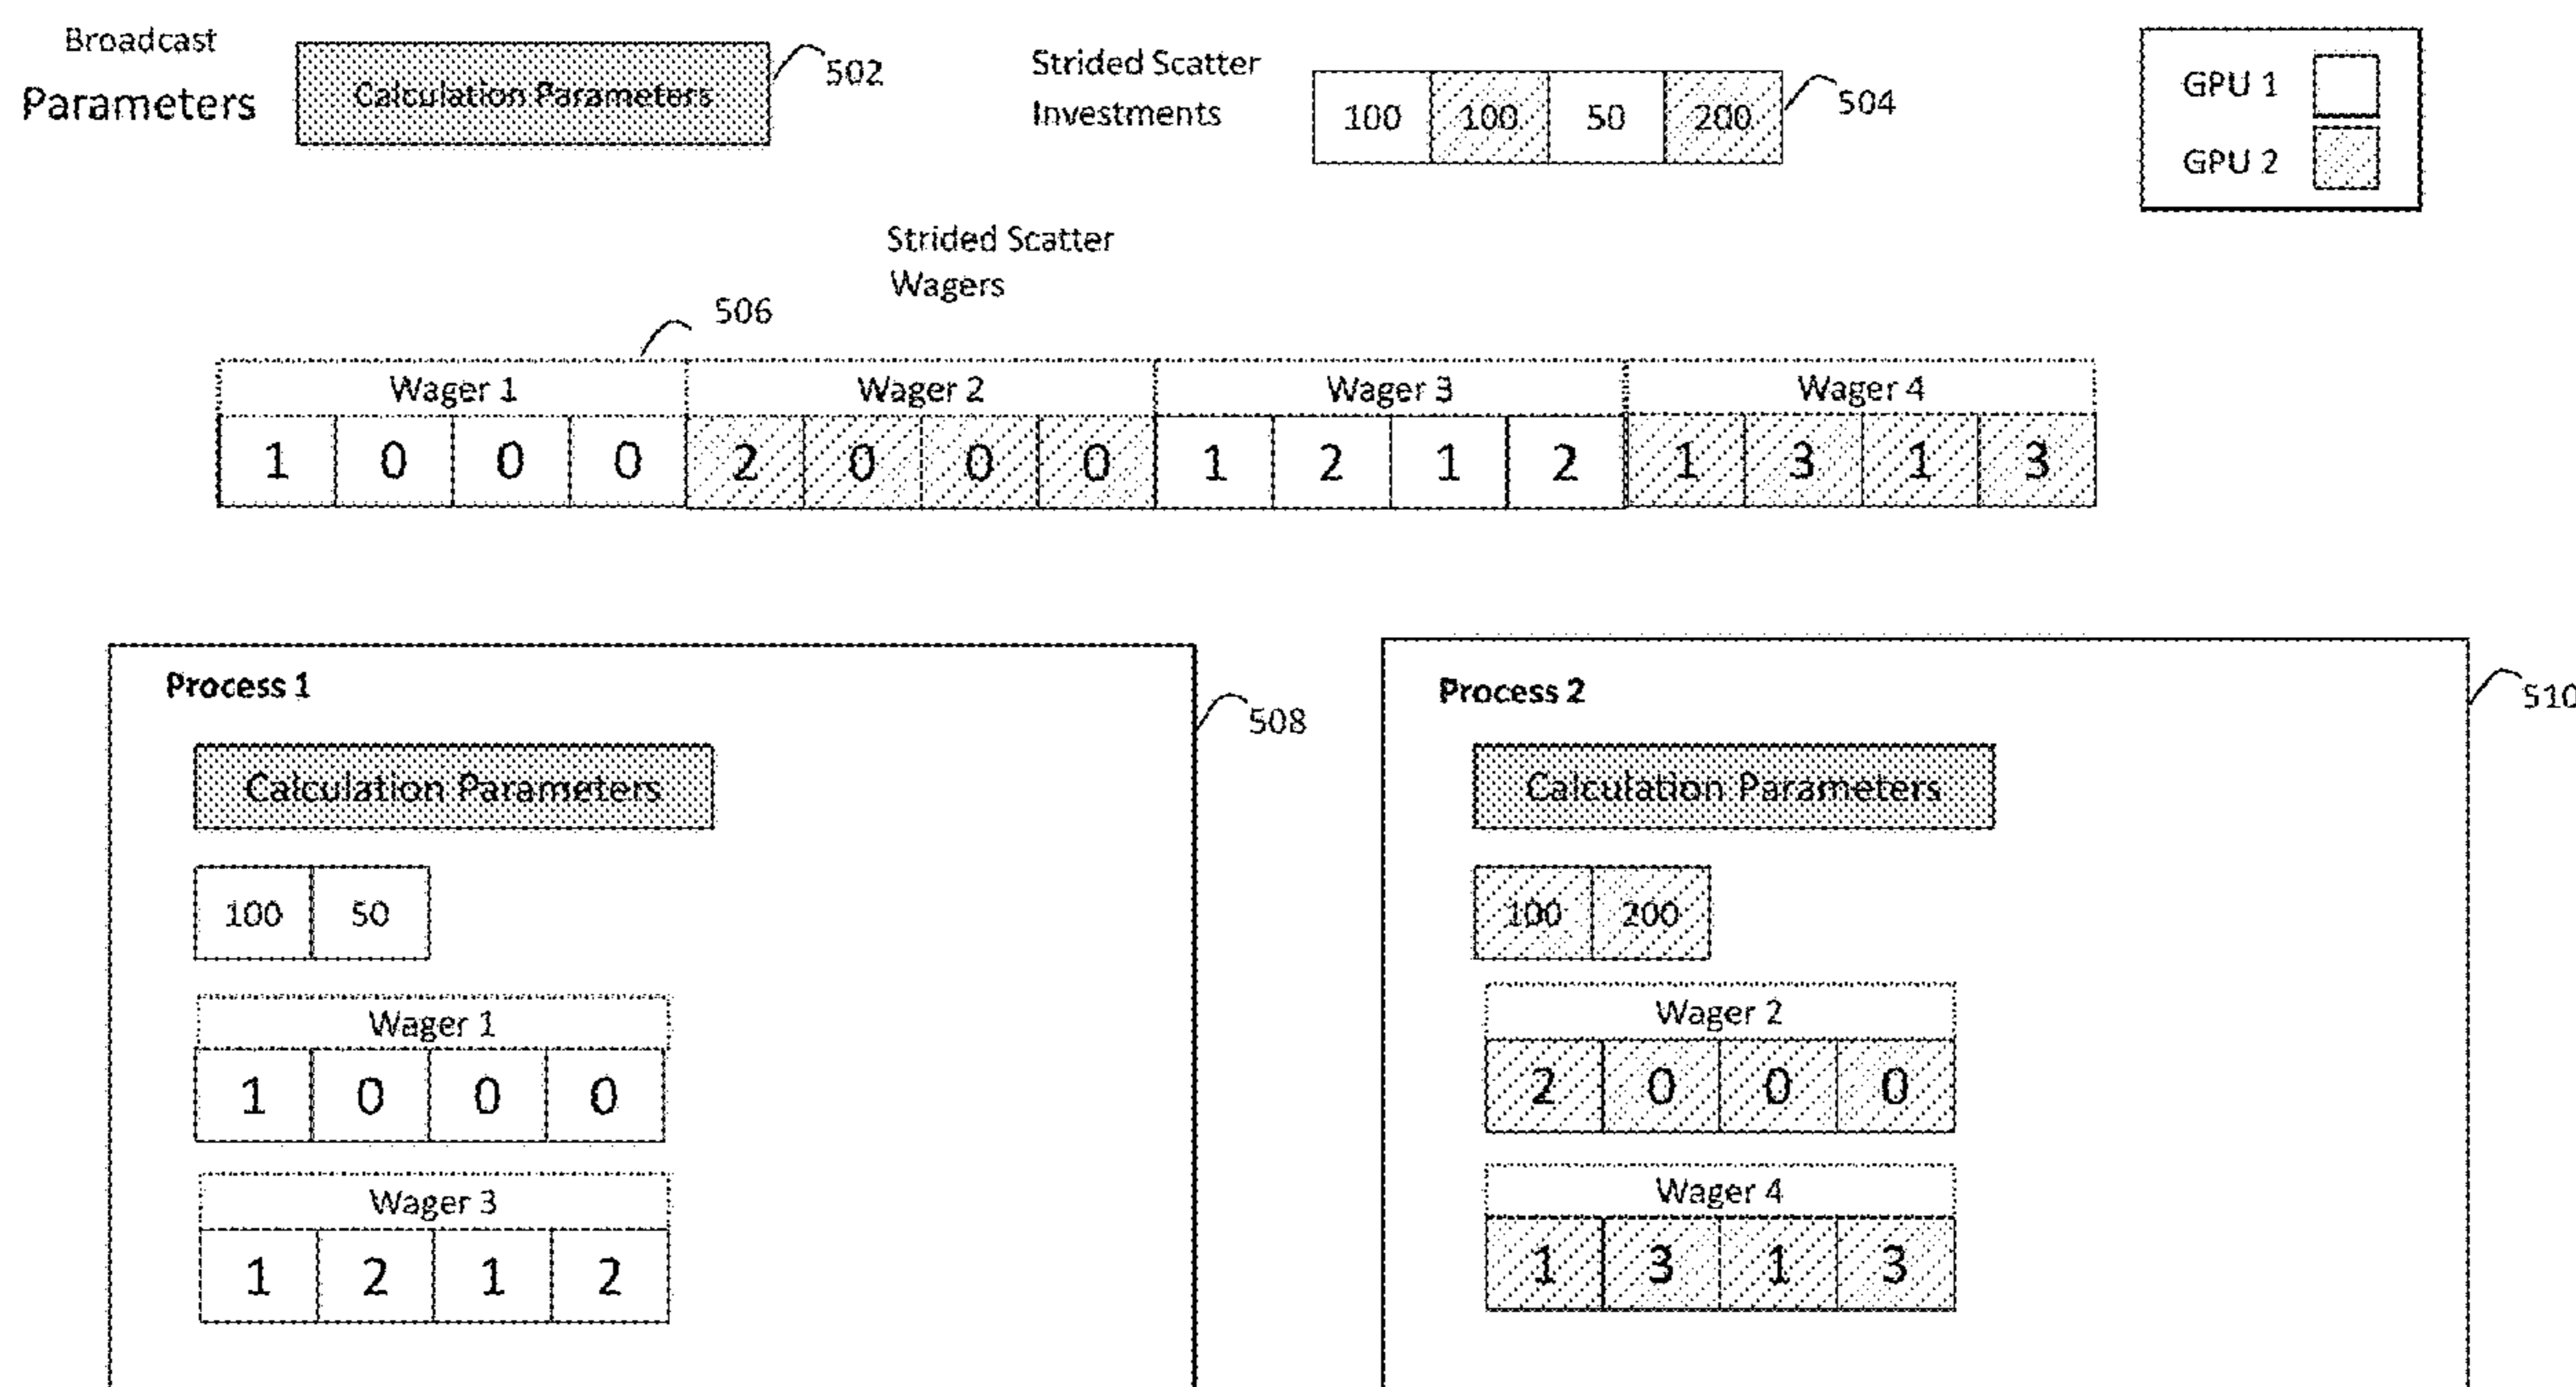 Broadcast
Parameters
Calculation Parameters
502
Strided Scatter
Investments
100 100 50 200
504
GPU 1
GPU 2
Strided Scatter
Wagers
506
Wager 1 Wager 2 Wager 3 Wager 4
1 0 0 0 2 0 0 0 1 2 1 2 1 3 1 3
Process 1
508
Calculation Parameters
100 50
Wager 1
1 0 0 0
Wager 3
1 2 1 2
Process 2
510
Calculation Parameters
100 200
Wager 2
2 0 0 0
Wager 4
1 3 1 3